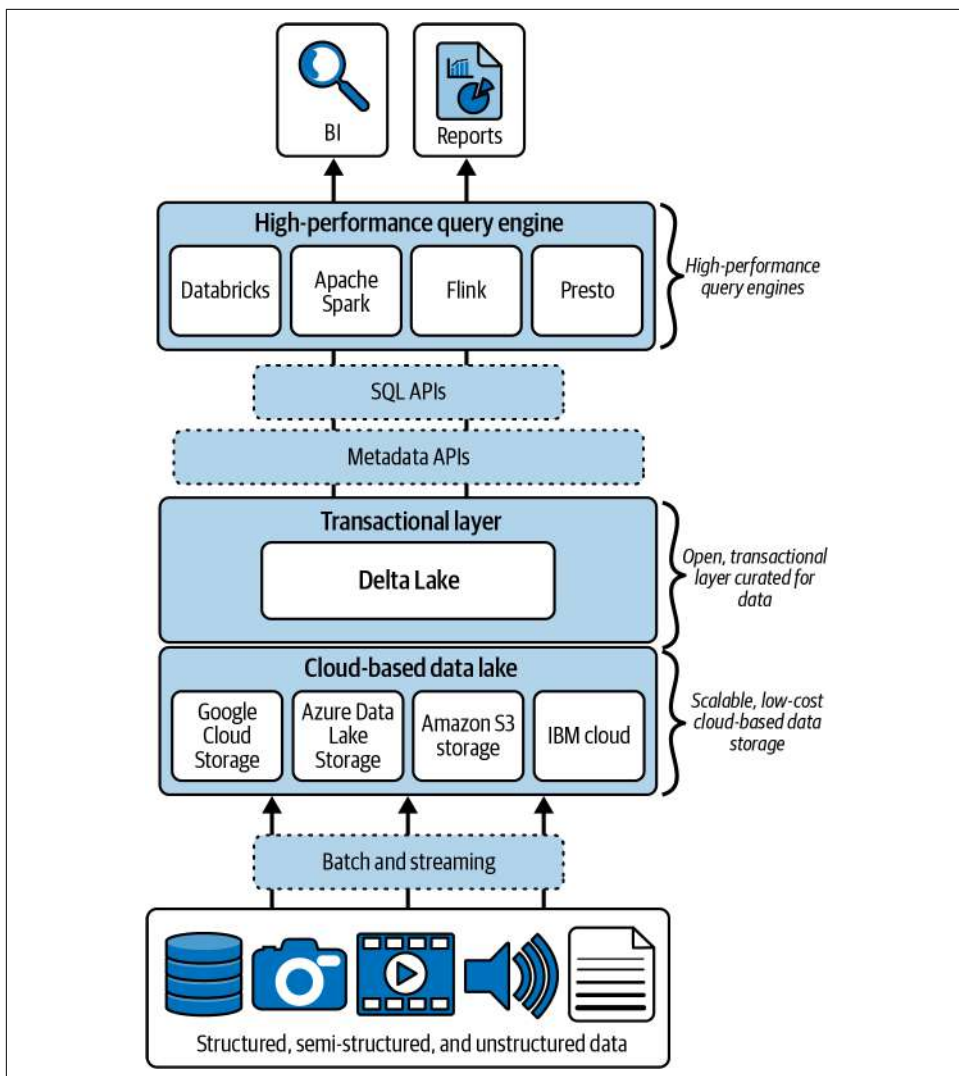 BI
Reports
High-performance query engine
Databricks
Apache
Spark
Flink
Presto
High-performance
query engines
SQL APIs
Metadata APIs
Transactional layer
Delta Lake
Open, transactional
layer curated for
data
Cloud-based data lake
Google
Cloud
Storage
Azure Data
Lake
Storage
Amazon S3
storage
IBM cloud
Scalable, low-cost
cloud-based data
storage
Batch and streaming
Structured, semi-structured, and unstructured data